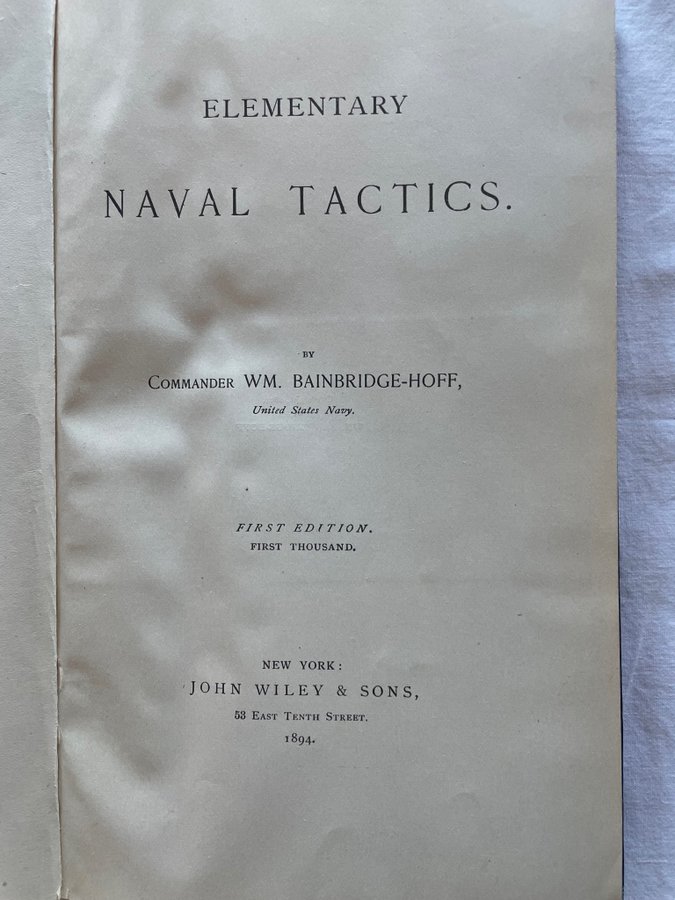 ELEMENTARY
NAVAL TACTICS.
BY
COMMANDER WM. BAINBRIDGE-HOFF,
United States Navy.
FIRST EDITION.
FIRST THOUSAND.
NEW YORK:
JOHN WILEY & SONS,
53 EAST TENTH STREET.
1894.